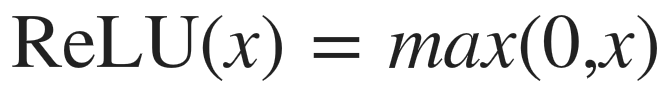 ReLU(x) = max(0,x)